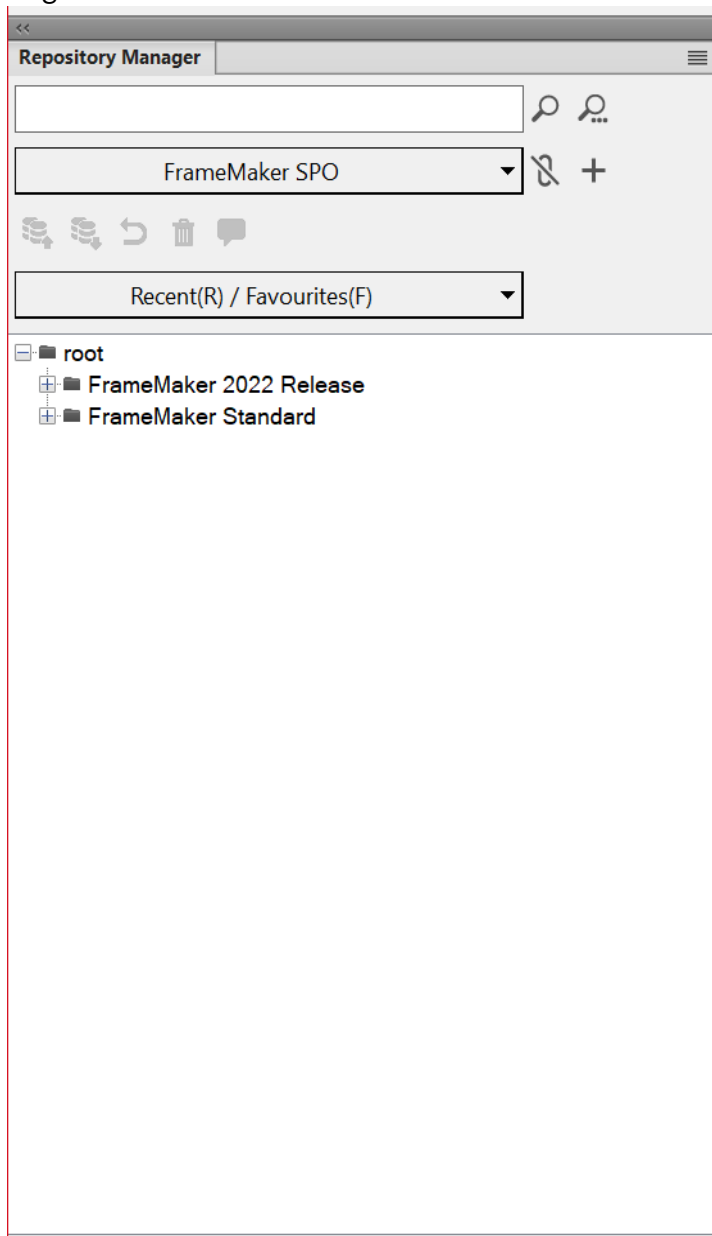 <<
Repository Manager
FrameMaker SPO
Recent(R) / Favourites(F)
root
FrameMaker 2022 Release
FrameMaker Standard